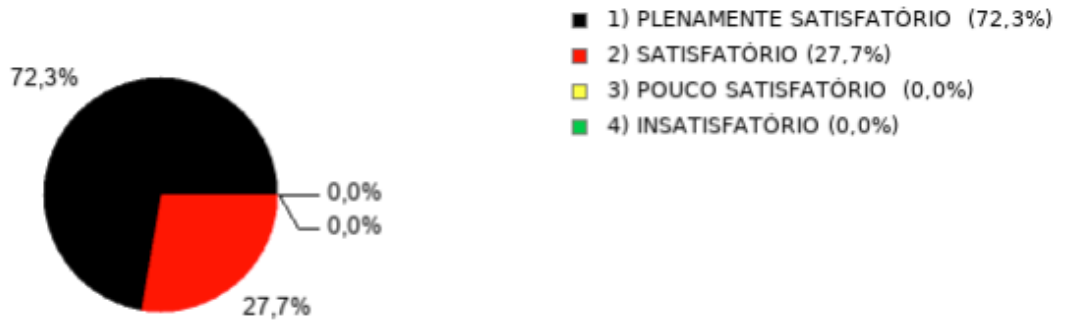 1) PLENAMENTE SATISFATÓRIO (72,3%)
2) SATISFATÓRIO (27,7%)
3) POUCO SATISFATÓRIO (0,0%)
4) INSATISFATÓRIO (0,0%)
72,3%
0,0%
0,0%
27,7%